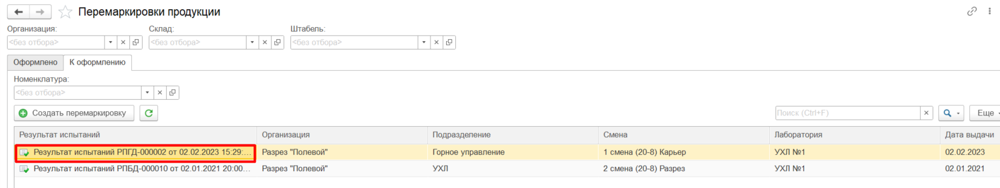 Перемаркировки продукции
Организация: Склад: Штабель:
<без отбора> <без отбора> <без отбора>
Оформлено К оформлению
Номенклатура:
<без отбора>
Создать перемаркировку Поиск (Ctrl+F) Еще
Результат испытаний Организация Подразделение Смена Лаборатория Дата выдачи
Результат испытаний РПГД-000002 от 02.02.2023 15:29:... Разрез "Полевой" Горное управление 1 смена (20-8) Карьер УХЛ №1 02.02.2023
Результат испытаний РПБД-000010 от 02.01.2021 20:00... Разрез "Полевой" УХЛ 2 смена (20-8) Разрез УХЛ №1 02.01.2021